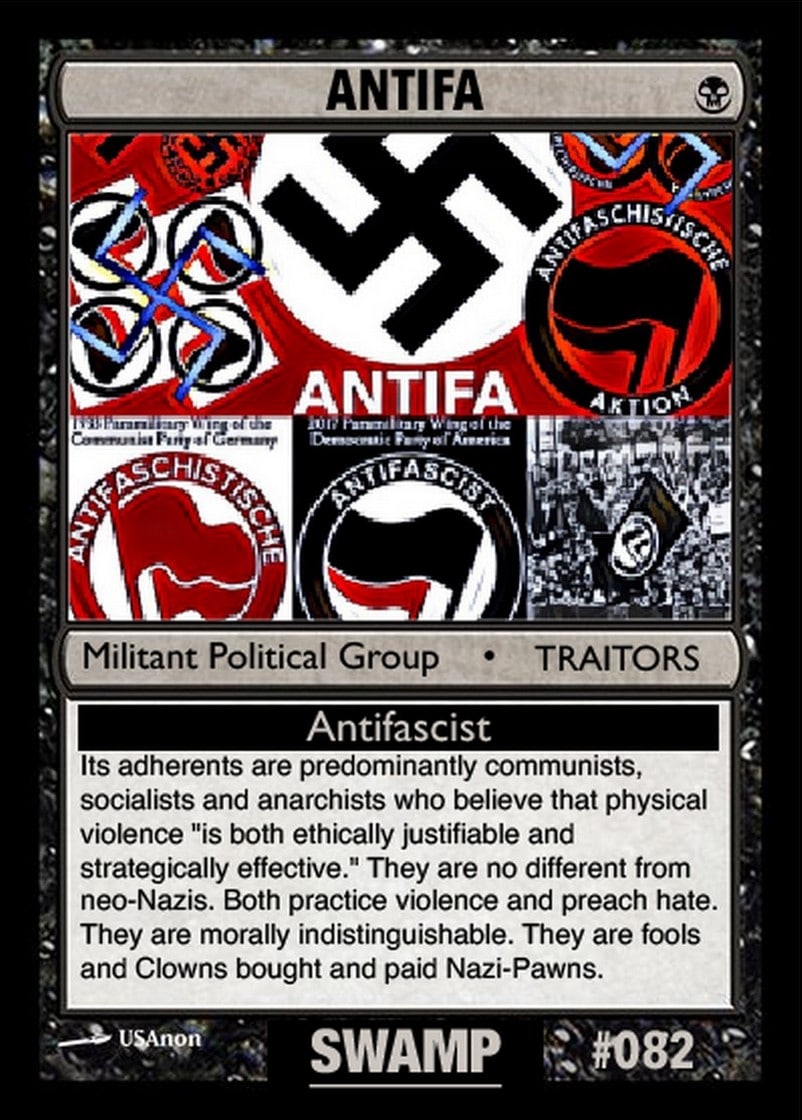 ANTIFA
ANTIFASCHISTISCHE
AKTION
ANTIFA
1933 Paramilitary Wing of the
Communist Party of Germany
2017 Paramilitary Wing of the
Democratic Party of America
ANTIFASCHISTISCHE
ANTIFASCIST
Militant Political Group • TRAITORS
Antifascist
Its adherents are predominantly communists,
socialists and anarchists who believe that physical
violence "is both ethically justifiable and
strategically effective." They are no different from
neo-Nazis. Both practice violence and preach hate.
They are morally indistinguishable. They are fools
and Clowns bought and paid Nazi-Pawns.
USAnon
SWAMP
#082